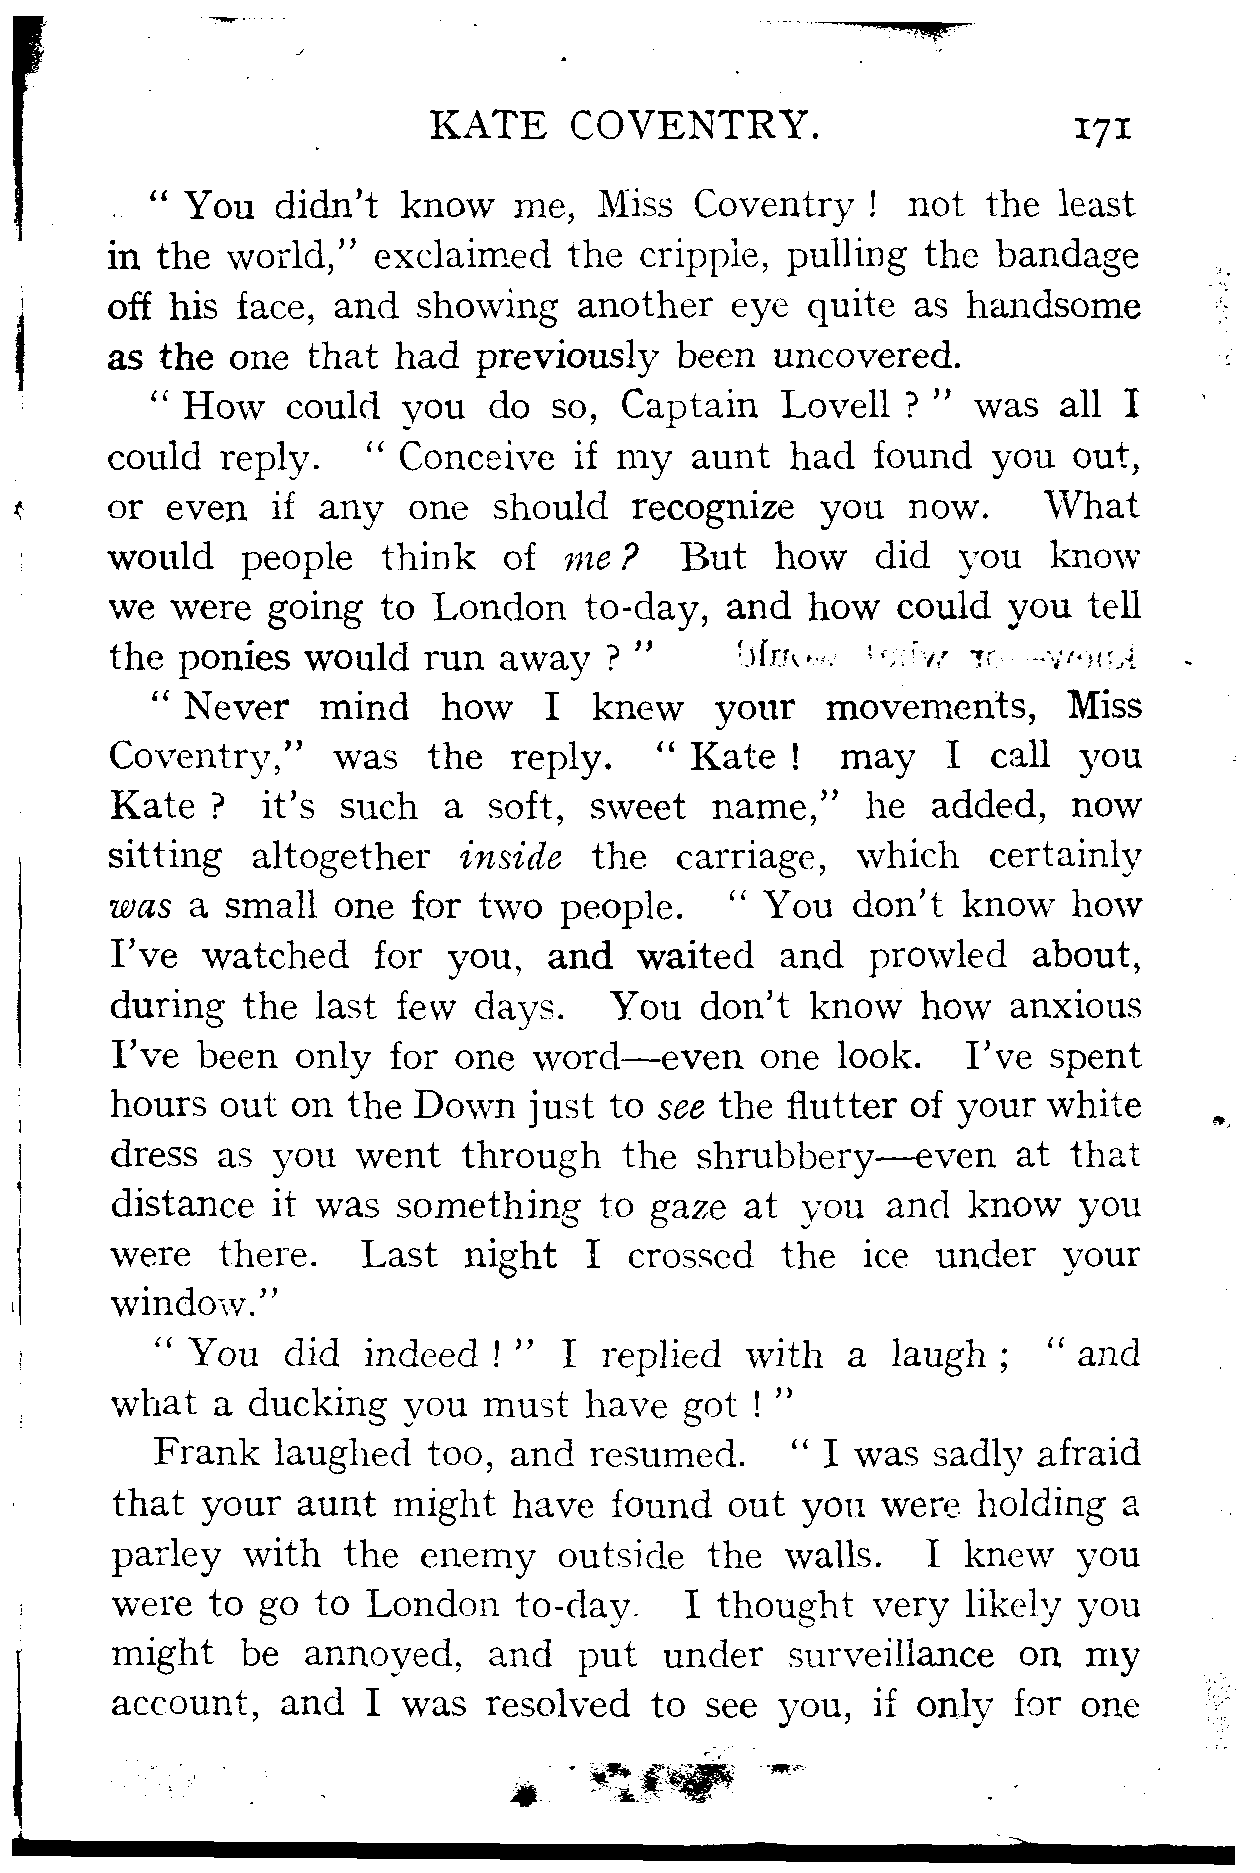 KATE COVENTRY. 171
“ You didn't know me, Miss Coventry ! not the least
in the world,” exclaimed the cripple, pulling the bandage
off his face, and showing another eye quite as handsome
as the one that had previously been uncovered.
“ How could you do so, Captain Lovell ? ” was all I
could reply. “ Conceive if my aunt had found you out,
or even if any one should recognize you now. What
would people think of me ? But how did you know
we were going to London to-day, and how could you tell
the ponies would run away ? ”
“ Never mind how I knew your movements, Miss
Coventry,” was the reply. “ Kate ! may I call you
Kate ? it's such a soft, sweet name,” he added, now
sitting altogether inside the carriage, which certainly
was a small one for two people. “ You don't know how
I've watched for you, and waited and prowled about,
during the last few days. You don't know how anxious
I've been only for one word—even one look. I've spent
hours out on the Down just to see the flutter of your white
dress as you went through the shrubbery—even at that
distance it was something to gaze at you and know you
were there. Last night I crossed the ice under your
window.”
“ You did indeed ! ” I replied with a laugh ; “ and
what a ducking you must have got ! ”
Frank laughed too, and resumed. “ I was sadly afraid
that your aunt might have found out you were holding a
parley with the enemy outside the walls. I knew you
were to go to London to-day. I thought very likely you
might be annoyed, and put under surveillance on my
account, and I was resolved to see you, if only for one